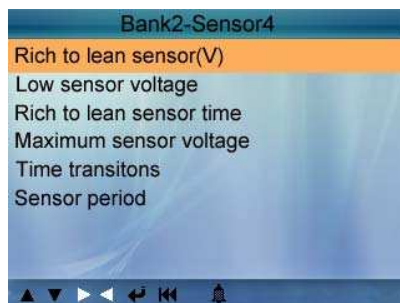 Bank2-Sensor4
Rich to lean sensor(V)
Low sensor voltage
Rich to lean sensor time
Maximum sensor voltage
Time transitons
Sensor period